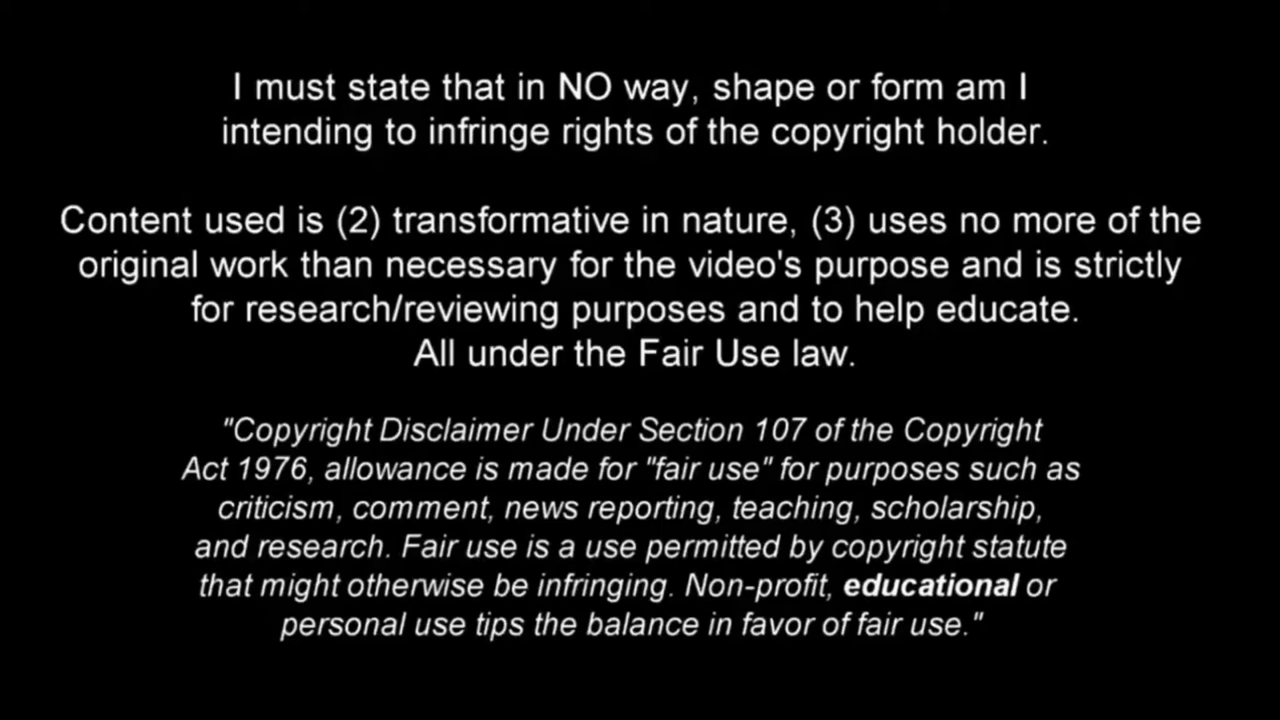 I must state that in NO way, shape or form am I
intending to infringe rights of the copyright holder.
Content used is (2) transformative in nature, (3) uses no more of the
original work than necessary for the video's purpose and is strictly
for research/reviewing purposes and to help educate.
All under the Fair Use law.
"Copyright Disclaimer Under Section 107 of the Copyright
Act 1976, allowance is made for "fair use" for purposes such as
criticism, comment, news reporting, teaching, scholarship,
and research. Fair use is a use permitted by copyright statute
that might otherwise be infringing. Non-profit, educational or
personal use tips the balance in favor of fair use."